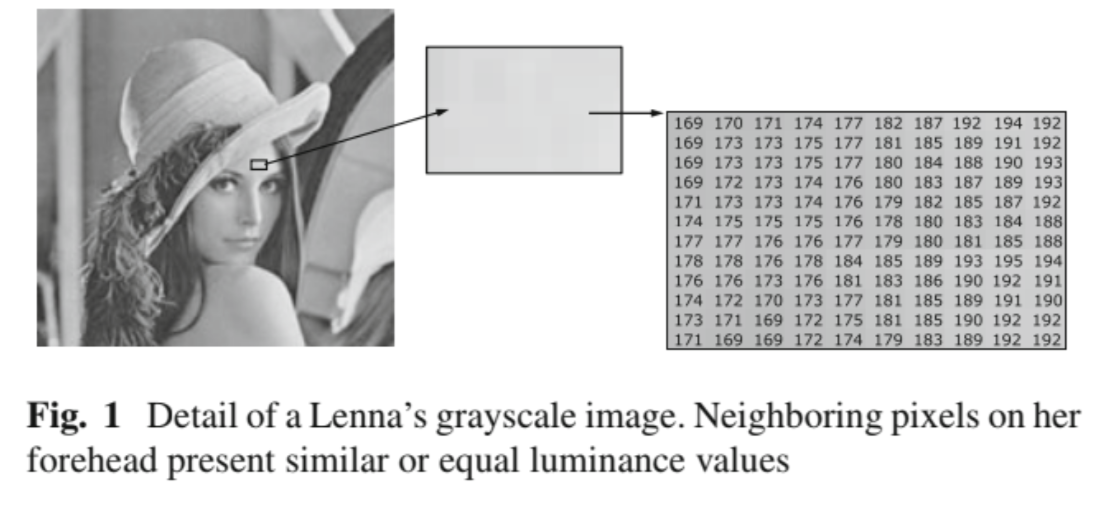 169 170 171 174 177 182 187 192 194 192
169 173 173 175 177 181 185 189 191 192
169 173 173 175 177 180 184 188 190 193
169 172 173 174 176 180 183 187 189 193
171 173 173 174 176 179 182 185 187 192
174 175 175 175 176 178 180 183 184 188
177 177 176 176 177 179 180 181 185 188
178 178 176 178 184 185 189 193 195 194
176 176 173 176 181 183 186 190 192 191
174 172 170 173 177 181 185 189 191 190
173 171 169 172 175 181 185 190 192 192
171 169 169 172 174 179 183 189 192 192
Fig. 1 Detail of a Lenna’s grayscale image. Neighboring pixels on her
forehead present similar or equal luminance values